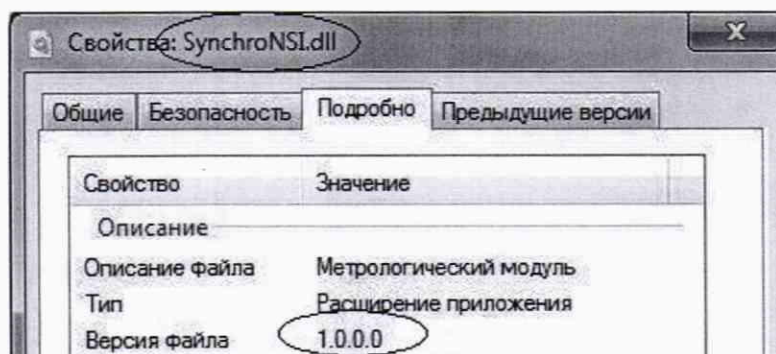 Свойства: SynchroNSI.dll
Общие Безопасность Подробно Предыдущие версии
Свойство Значение
Описание
Описание файла Метрологический модуль
Тип Расширение приложения
Версия файла 1.0.0.0